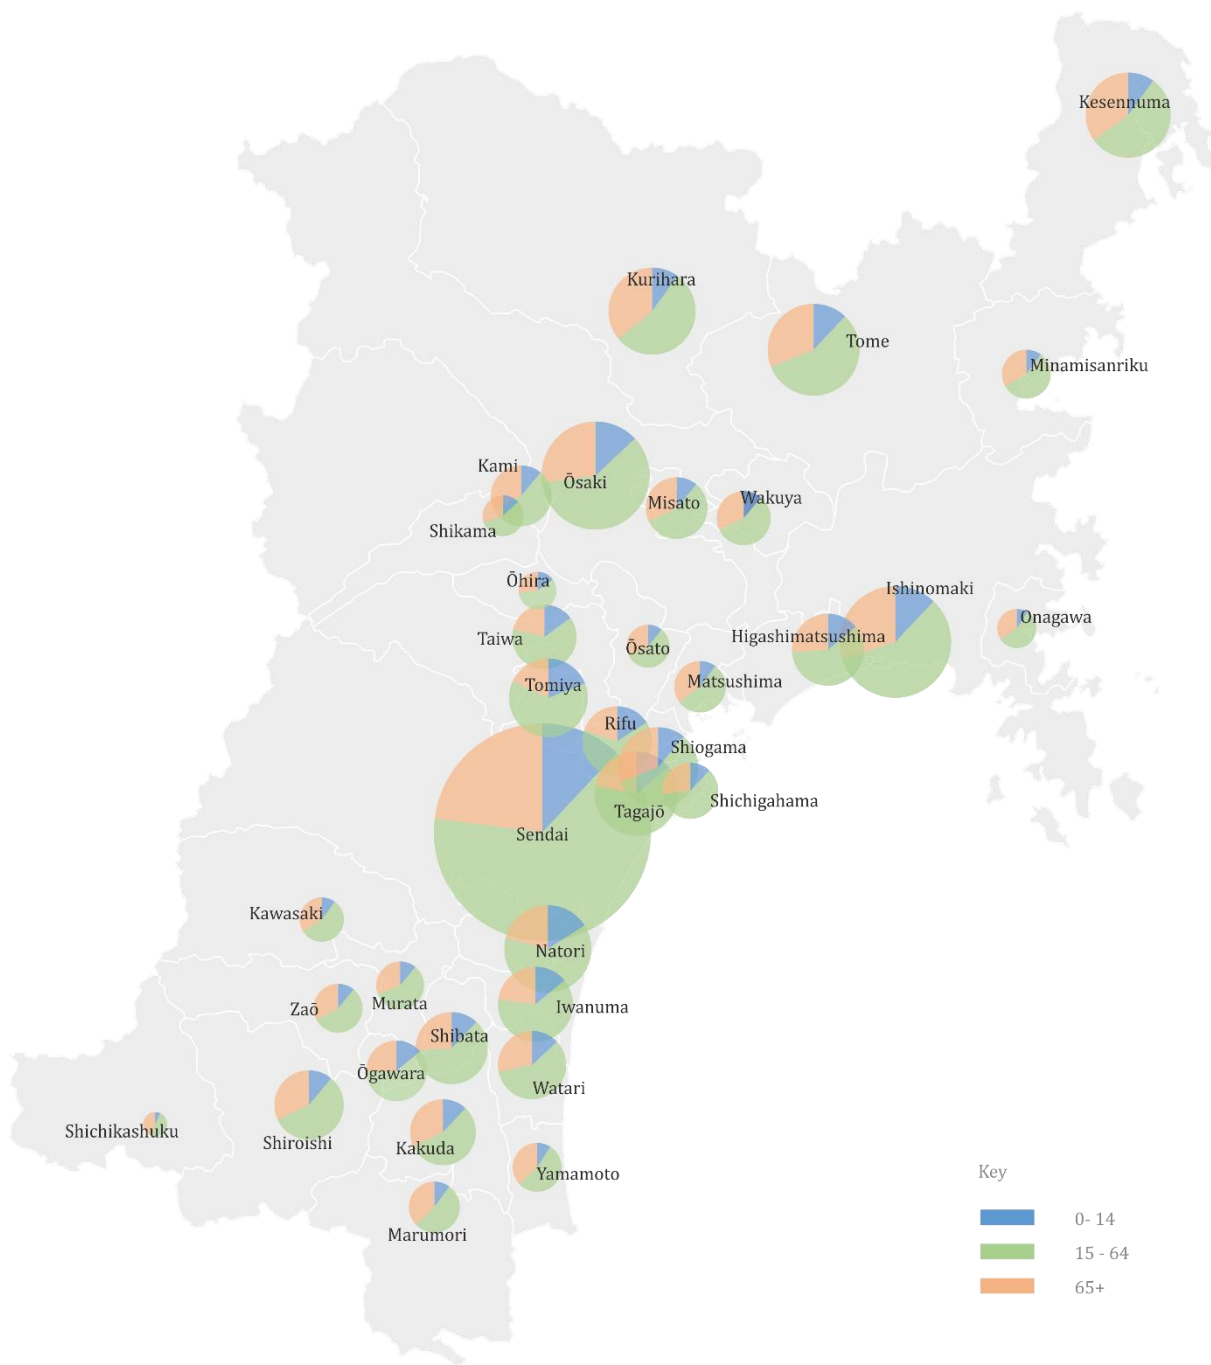 Kesennuma
Kurihara
Tome
Minamisanriku
Kami
Ōsaki
Misato
Wakuya
Shikama
Ōhira
Ishinomaki
Onagawa
Taiwa
Ōsato
Higashimatsushima
Tomiya
Matsushima
Rifu
Shiogama
Shichigahama
Tagajō
Sendai
Kawasaki
Natori
Murata
Zaō
Iwanuma
Shibata
Ōgawara
Watari
Shichikashuku
Shiroishi
Kakuda
Yamamoto
Marumori
Key
0- 14
15 - 64
65+